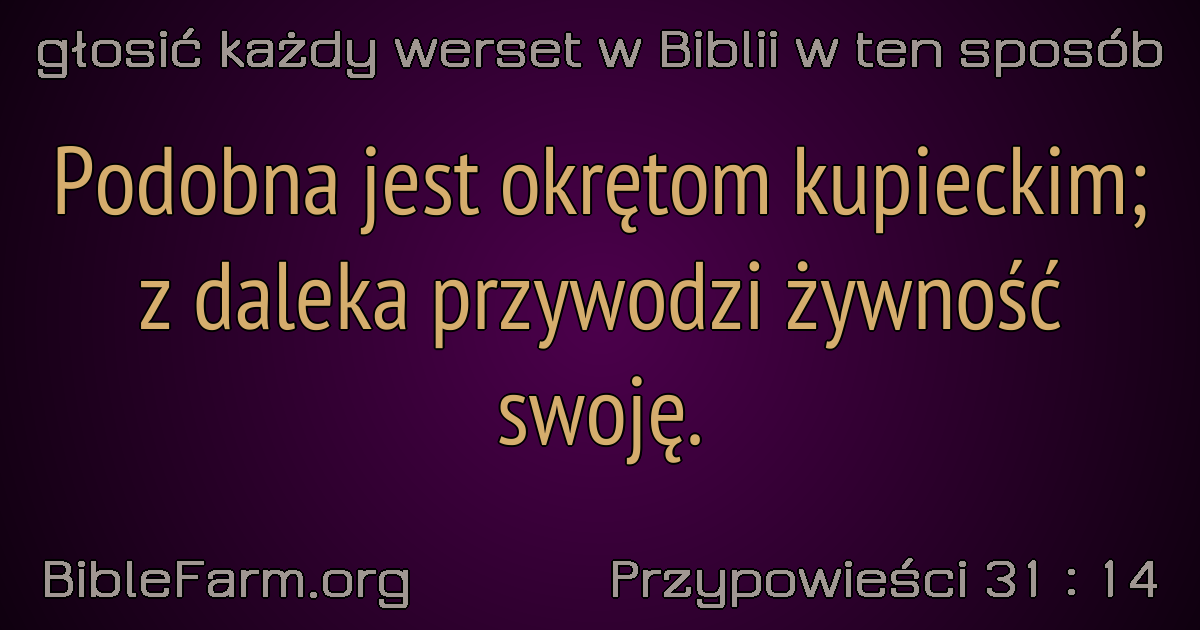 głosić każdy werset w Biblii w ten sposób
Podobna jest okrętom kupieckim;
z daleka przywodzi żywność
swoję.
BibleFarm.org
Przypowieści 31 : 14